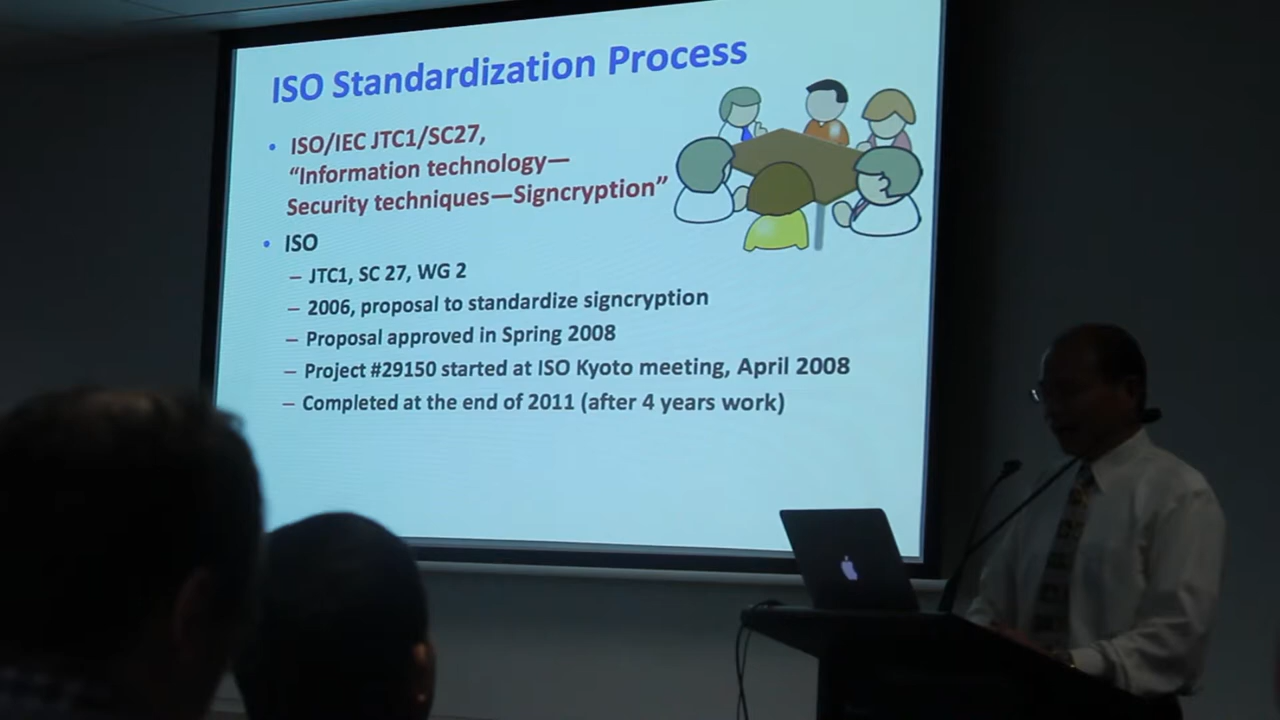 ISO Standardization Process
• ISO/IEC JTC1/SC27,
“Information technology—
Security techniques—Signcryption”
• ISO
– JTC1, SC 27, WG 2
– 2006, proposal to standardize signcryption
– Proposal approved in Spring 2008
– Project #29150 started at ISO Kyoto meeting, April 2008
– Completed at the end of 2011 (after 4 years work)